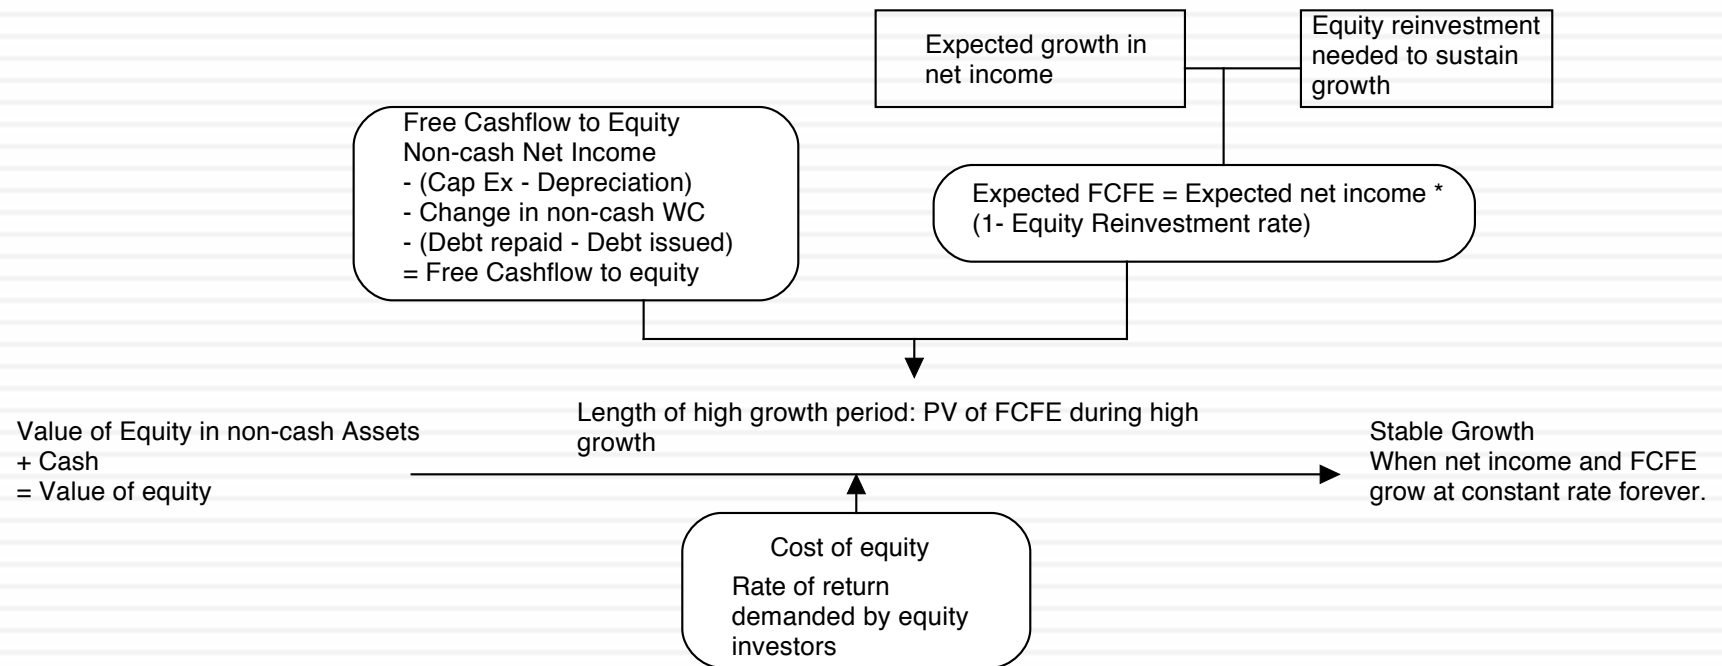 Expected growth in
net income
Equity reinvestment
needed to sustain
growth
Free Cashflow to Equity
Non-cash Net Income
- (Cap Ex - Depreciation)
- Change in non-cash WC
- (Debt repaid - Debt issued)
= Free Cashflow to equity
Expected FCFE = Expected net income *
(1- Equity Reinvestment rate)
Value of Equity in non-cash Assets
+ Cash
= Value of equity
Length of high growth period: PV of FCFE during high
growth
Stable Growth
When net income and FCFE
grow at constant rate forever.
Cost of equity
Rate of return
demanded by equity
investors